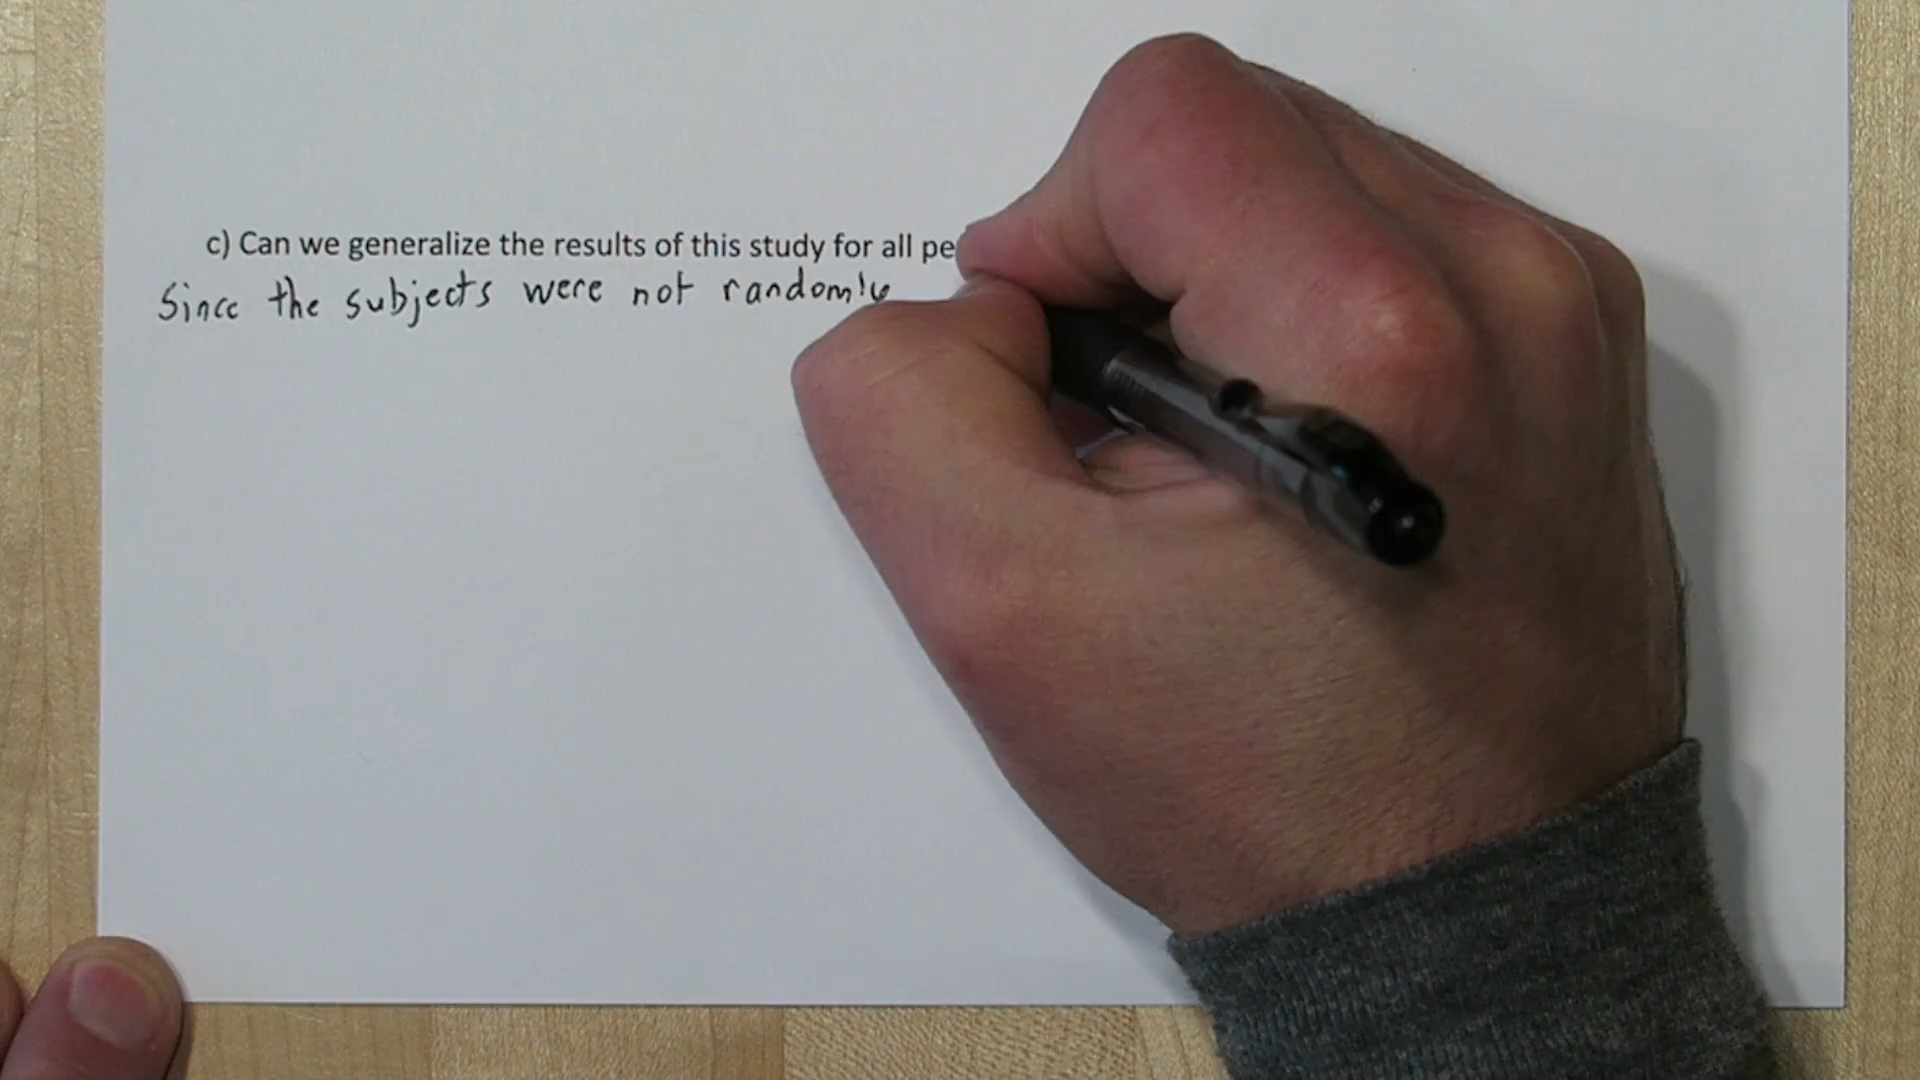 c) Can we generalize the results of this study for all pe
Since the subjects were not randomly